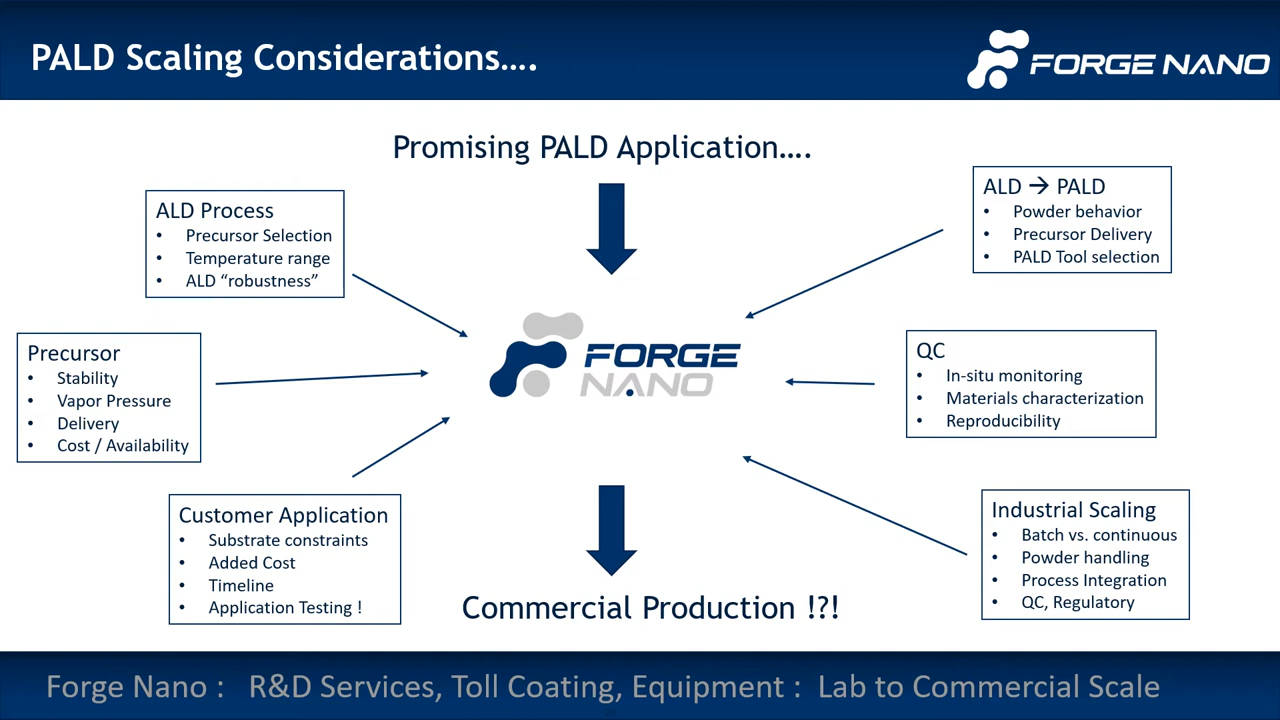 PALD Scaling Considerations....
FORGE NANO
Promising PALD Application....
ALD Process
• Precursor Selection
• Temperature range
• ALD “robustness”
Precursor
• Stability
• Vapor Pressure
• Delivery
• Cost / Availability
Customer Application
• Substrate constraints
• Added Cost
• Timeline
• Application Testing !
FORGE
NANO
ALD → PALD
• Powder behavior
• Precursor Delivery
• PALD Tool selection
QC
• In-situ monitoring
• Materials characterization
• Reproducibility
Industrial Scaling
• Batch vs. continuous
• Powder handling
• Process Integration
• QC, Regulatory
Commercial Production !?!
Forge Nano : R&D Services, Toll Coating, Equipment : Lab to Commercial Scale